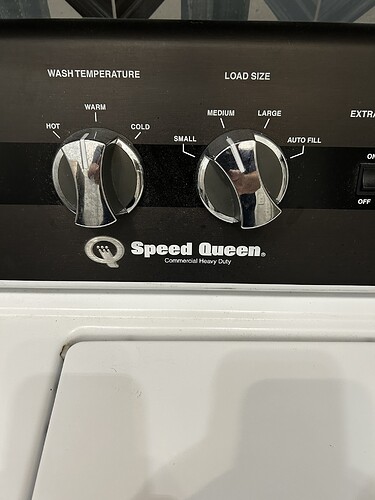 WASH TEMPERATURE
LOAD SIZE
HOT
WARM
COLD
SMALL
MEDIUM
LARGE
AUTO FILL
EXTRA
ON
OFF
Speed Queen®
Commercial Heavy Duty